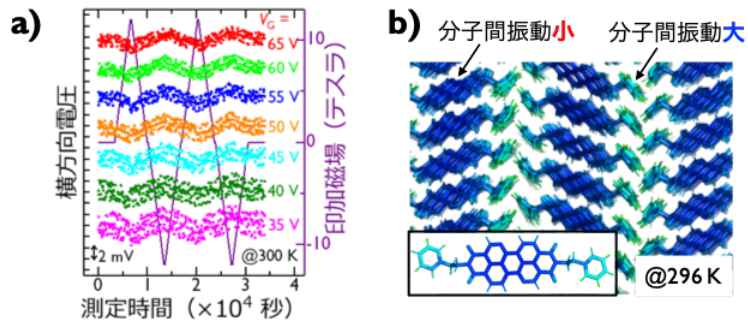 a)
V_G =
65 V
60 V
55 V
50 V
45 V
40 V
35 V
2 mV
@300 K
横方向電圧
10
0
-10
印加磁場（テスラ）
0 1 2 3 4
測定時間（×10⁴ 秒）
b)
分子間振動小 分子間振動大
@296 K